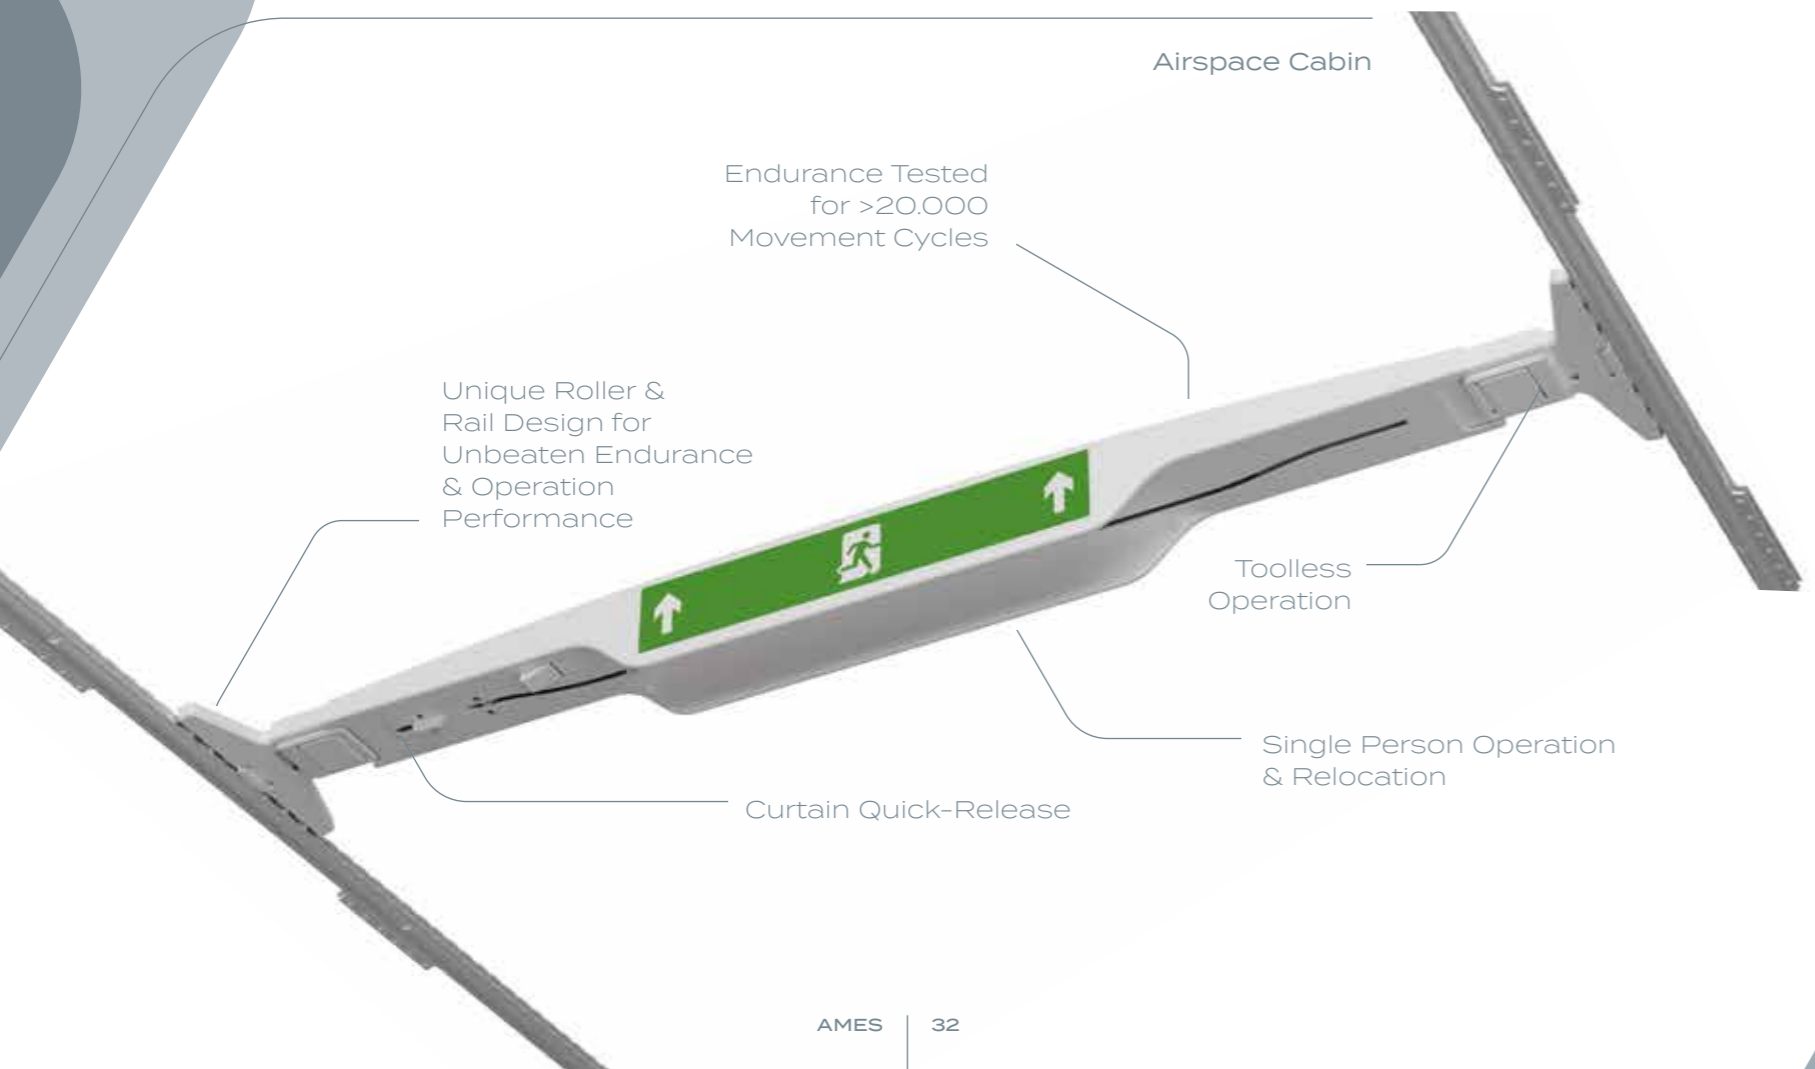 Airspace Cabin
Endurance Tested
for >20.000
Movement Cycles
Unique Roller &
Rail Design for
Unbeaten Endurance
& Operation
Performance
Toolless
Operation
Single Person Operation
& Relocation
Curtain Quick-Release
AMES
32